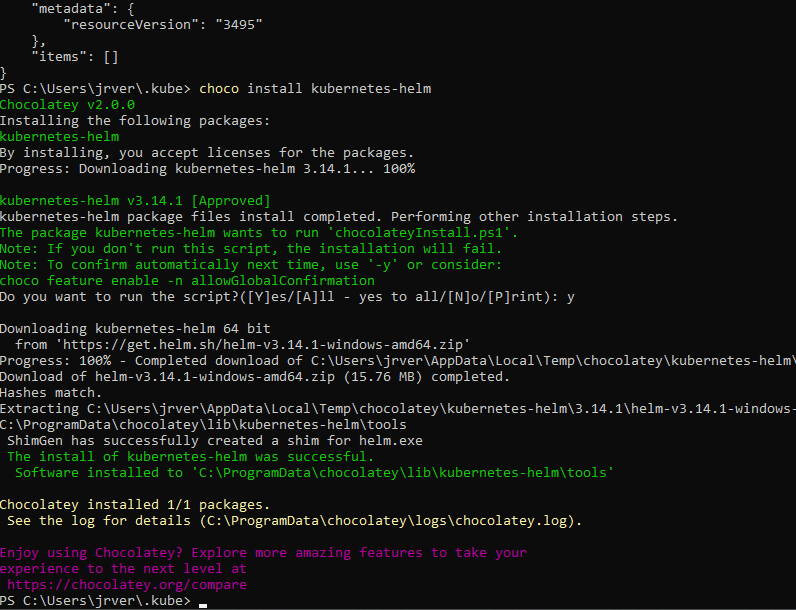 "metadata": {
"resourceVersion": "3495"
},
"items": []
}
PS C:\Users\jrver\.kube> choco install kubernetes-helm
Chocolatey v2.0.0
Installing the following packages:
kubernetes-helm
By installing, you accept licenses for the packages.
Progress: Downloading kubernetes-helm 3.14.1... 100%
kubernetes-helm v3.14.1 [Approved]
kubernetes-helm package files install completed. Performing other installation steps.
The package kubernetes-helm wants to run 'chocolateyInstall.ps1'.
Note: If you don't run this script, the installation will fail.
Note: To confirm automatically next time, use '-y' or consider:
choco feature enable -n allowGlobalConfirmation
Do you want to run the script?([Y]es/[A]ll - yes to all/[N]o/[P]rint): y
Downloading kubernetes-helm 64 bit
from 'https://get.helm.sh/helm-v3.14.1-windows-amd64.zip'
Progress: 100% - Completed download of C:\Users\jrver\AppData\Local\Temp\chocolatey\kubernetes-helm\
Download of helm-v3.14.1-windows-amd64.zip (15.76 MB) completed.
Hashes match.
Extracting C:\Users\jrver\AppData\Local\Temp\chocolatey\kubernetes-helm\3.14.1\helm-v3.14.1-windows-
C:\ProgramData\chocolatey\lib\kubernetes-helm\tools
ShimGen has successfully created a shim for helm.exe
The install of kubernetes-helm was successful.
Software installed to 'C:\ProgramData\chocolatey\lib\kubernetes-helm\tools'
Chocolatey installed 1/1 packages.
See the log for details (C:\ProgramData\chocolatey\logs\chocolatey.log).
Enjoy using Chocolatey? Explore more amazing features to take your
experience to the next level at
https://chocolatey.org/compare
PS C:\Users\jrver\.kube>